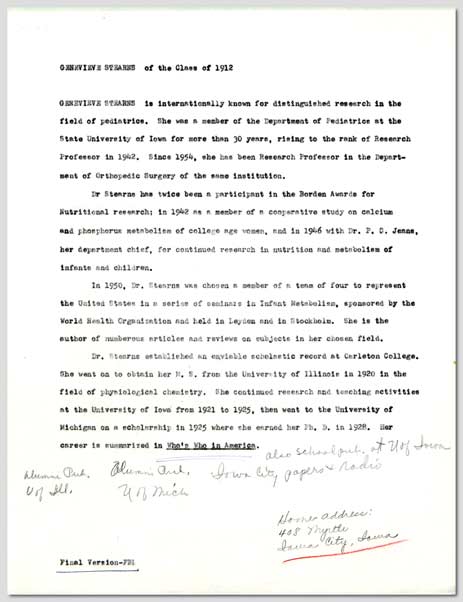 GENEVIEVE STEARNS of the Class of 1912
GENEVIEVE STEARNS is internationally known for distinguished research in the
field of pediatrics. She was a member of the Department of Pediatrics at the
State University of Iowa for more than 30 years, rising to the rank of Research
Professor in 1942. Since 1954, she has been Research Professor in the Depart-
ment of Orthopedic Surgery of the same institution.
Dr Stearns has twice been a participant in the Borden Awards for
Nutritional research; in 1942 as a member of a cooperative study on calcium
and phosphorus metabolism of college age women, and in 1946 with Dr. P. C. Jeans,
her department chief, for continued research in nutrition and metabolism of
infants and children.
In 1950, Dr. Stearns was chosen a member of a team of four to represent
the United States in a series of seminars in Infant Metabolism, sponsored by the
World Health Organization and held in Leyden and in Stockholm. She is the
author of numberous articles and reviews on subjects in her chosen field.
Dr. Stearns established an enviable scholastic record at Carleton College.
She went on to obtain her M. S. from the University of Illinois in 1920 in the
field of physiological chemistry. She continued research and teaching activities
at the University of Iowa from 1921 to 1925, then went to the University of
Michigan on a scholarship in 1925 where she earned her Ph. D. in 1928. Her
career is summarized in Who's Who in America.
also school pub. at U of Iowa
Iowa City papers & radio
Alumni Pub.
U of Ill.
Alumni Pub.
U of Mich
Home address:
408 Myrtle
Iowa City, Iowa
Final Version-